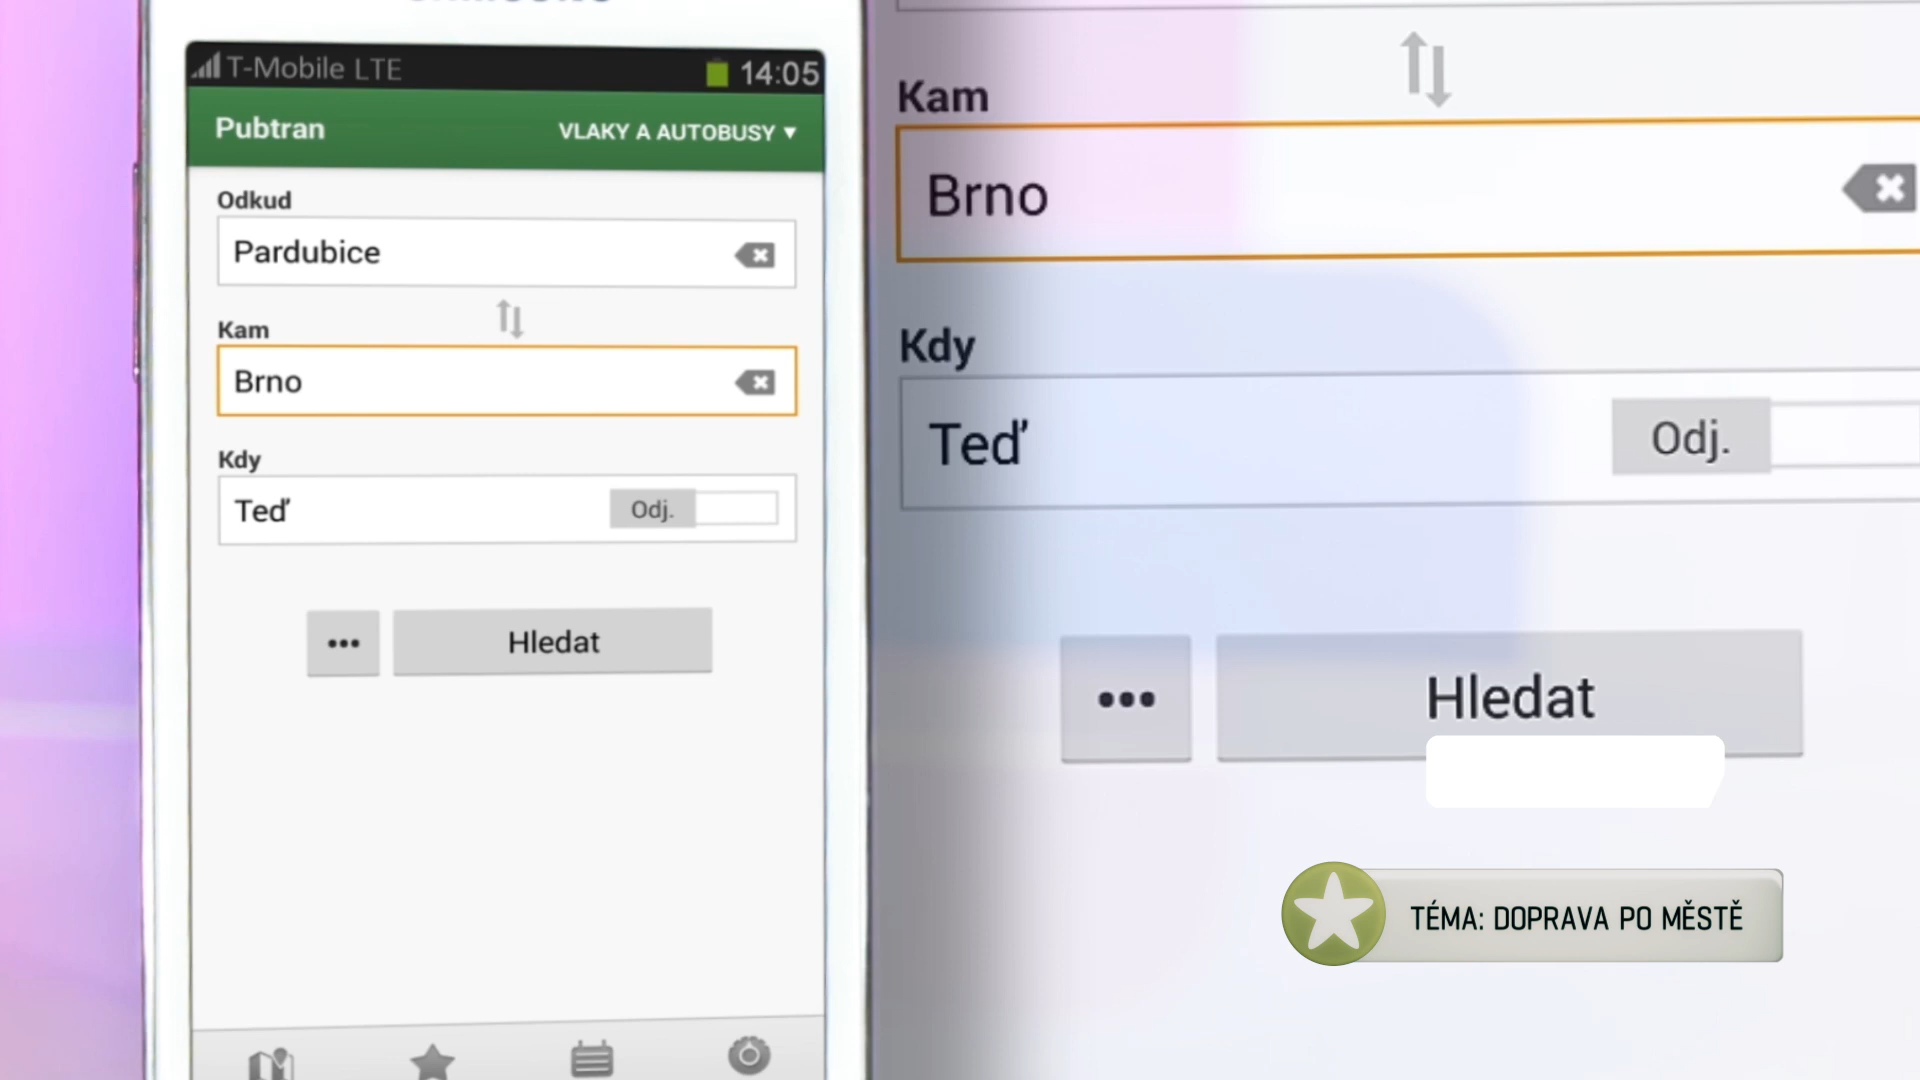 T-Mobile LTE 14:05
Pubtran VLAKY A AUTOBUSY
Odkud
Pardubice
Kam
Brno
Kdy
Teď Odj.
Hledat
Kam
Brno
Kdy
Teď Odj.
Hledat
TÉMA: DOPRAVA PO MĚSTĚ